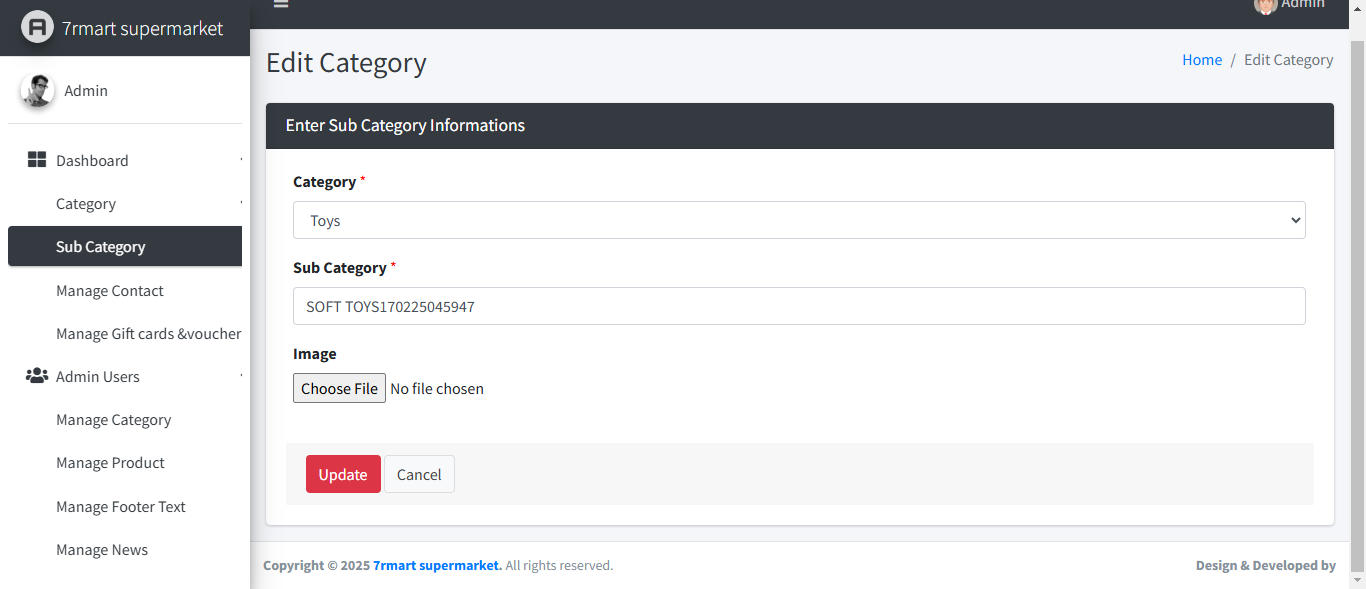 7rmart supermarket
Admin
Admin
Dashboard
Category
Sub Category
Manage Contact
Manage Gift cards &voucher
Admin Users
Manage Category
Manage Product
Manage Footer Text
Manage News
Edit Category
Home / Edit Category
Enter Sub Category Informations
Category *
Toys
Sub Category *
SOFT TOYS170225045947
Image
Choose File No file chosen
Update Cancel
Copyright © 2025 7rmart supermarket. All rights reserved.
Design & Developed by